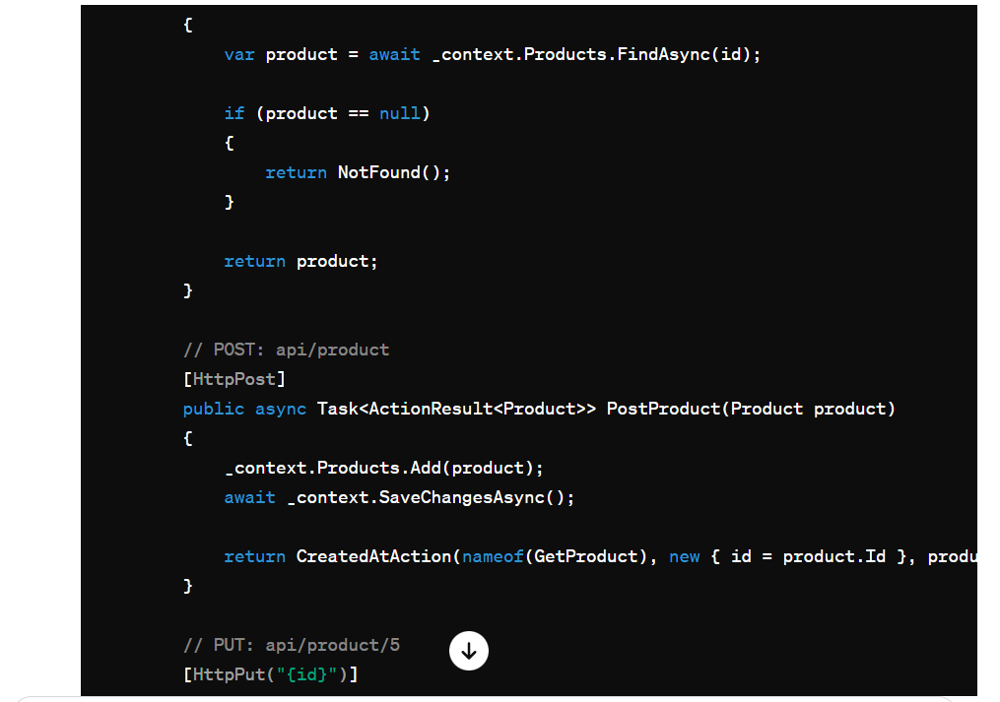 {
var product = await _context.Products.FindAsync(id);
if (product == null)
{
return NotFound();
}
return product;
}
// POST: api/product
[HttpPost]
public async Task<ActionResult<Product>> PostProduct(Product product)
{
_context.Products.Add(product);
await _context.SaveChangesAsync();
return CreatedAtAction(nameof(GetProduct), new { id = product.Id }, produ
}
// PUT: api/product/5
[HttpPut("{id}")]